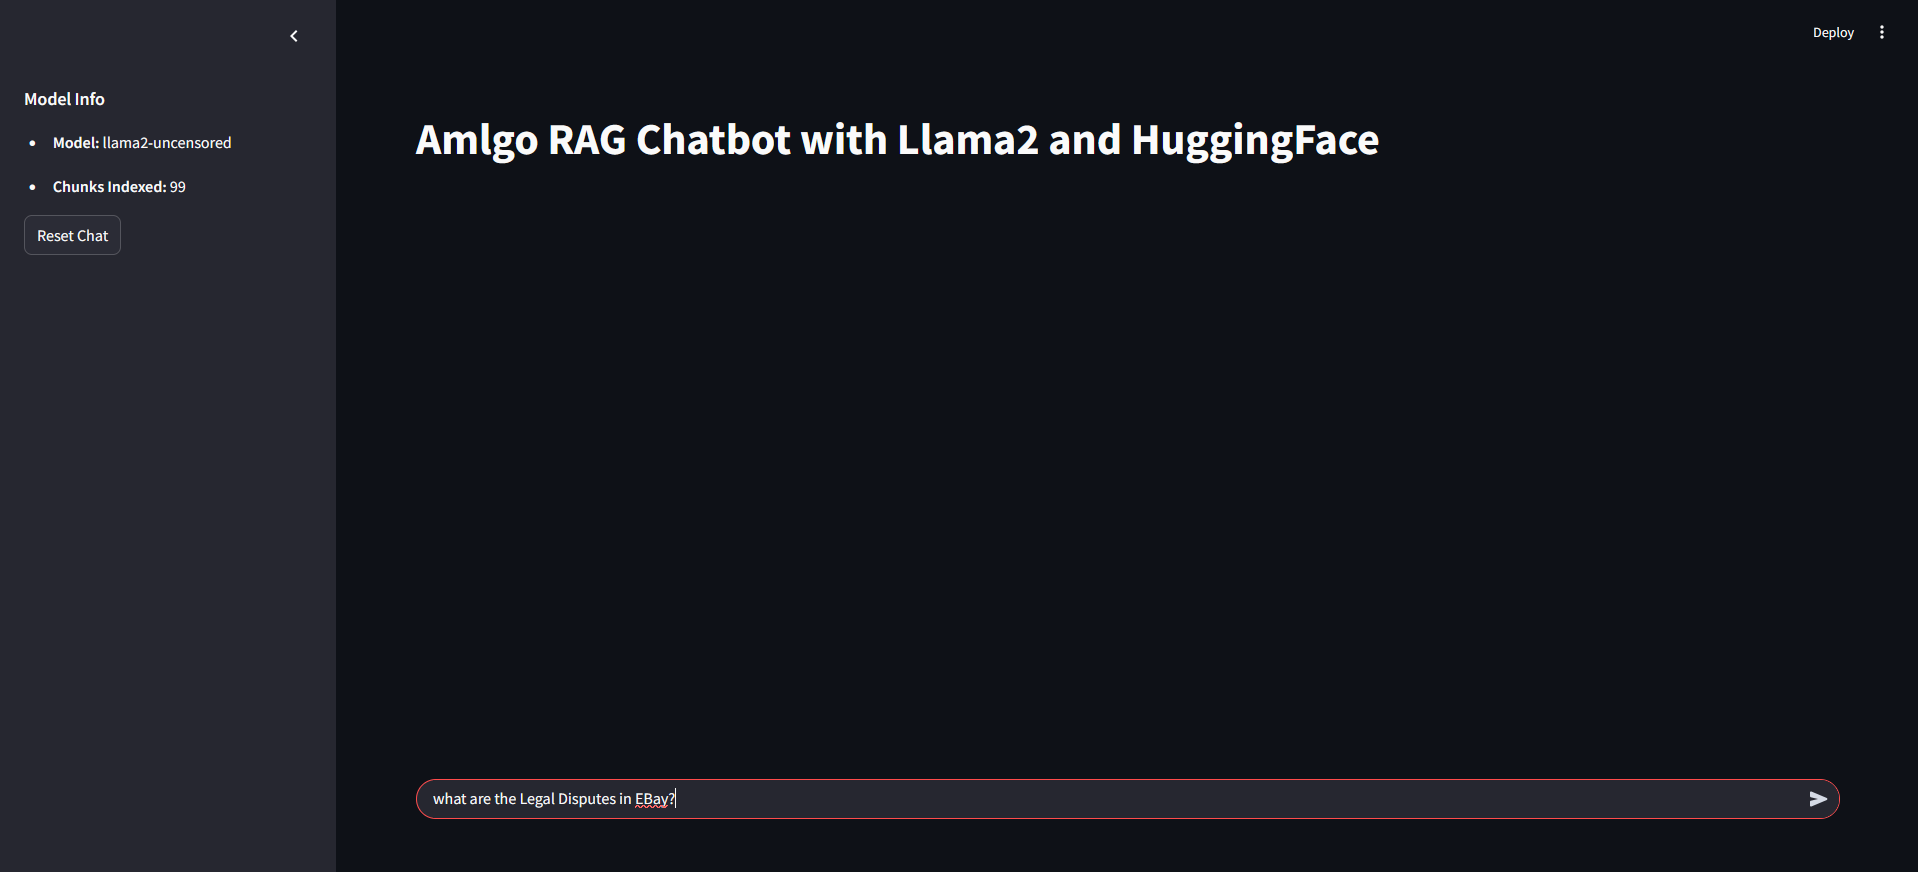 Deploy
Model Info
Model: llama2-uncensored
Chunks Indexed: 99
Reset Chat
Amlgo RAG Chatbot with Llama2 and HuggingFace
what are the Legal Disputes in EBay?